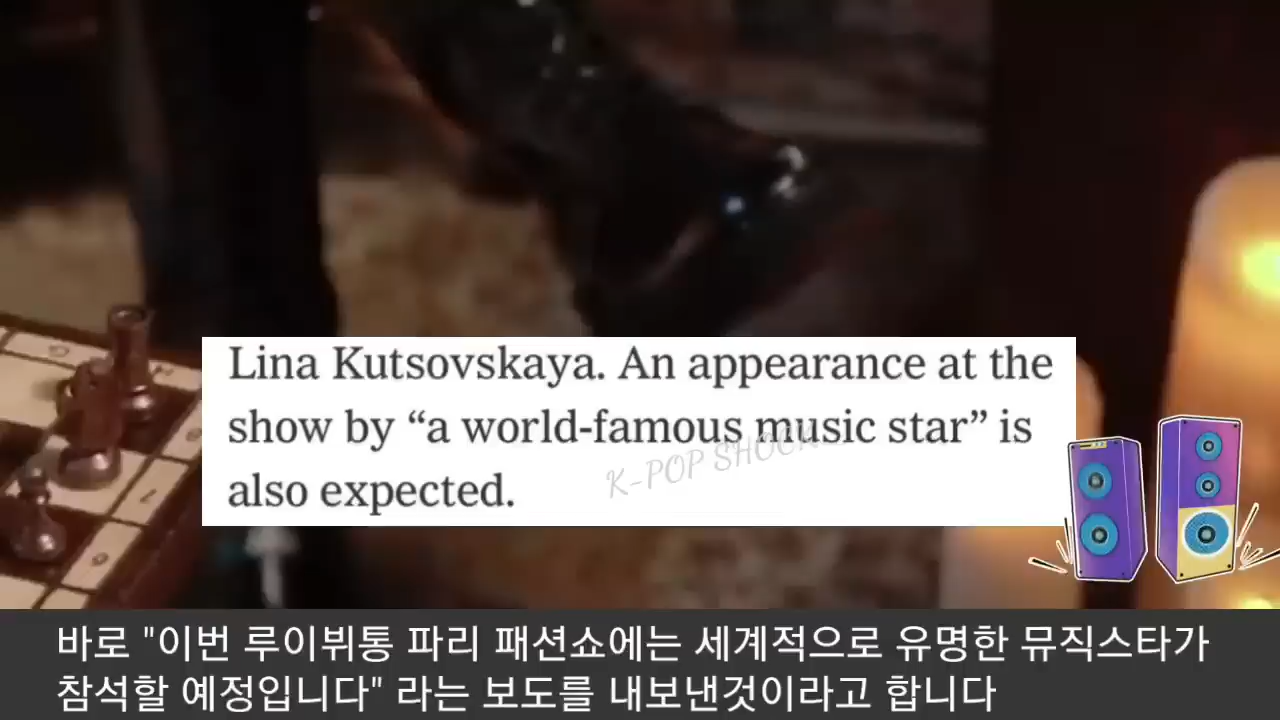 Lina Kutsovskaya. An appearance at the
show by “a world-famous music star” is
also expected.
K-POP SHOCK
바로 "이번 루이뷔통 파리 패션쇼에는 세계적으로 유명한 뮤직스타가
참석할 예정입니다" 라는 보도를 내보낸것이라고 합니다